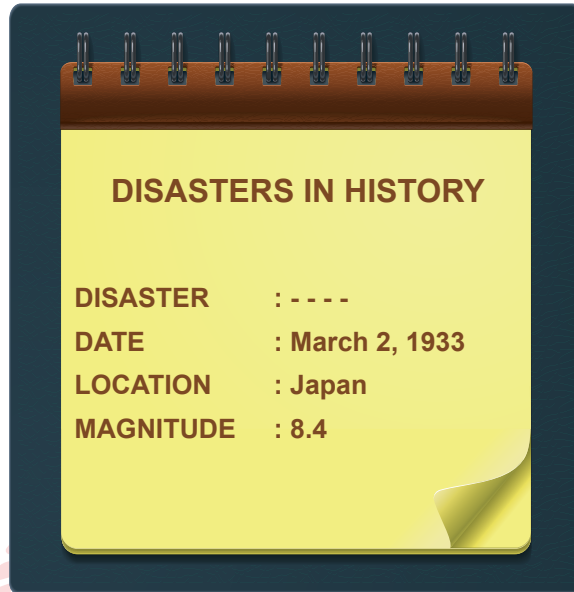 DISASTERS IN HISTORY
DISASTER : - - - -
DATE : March 2, 1933
LOCATION : Japan
MAGNITUDE : 8.4